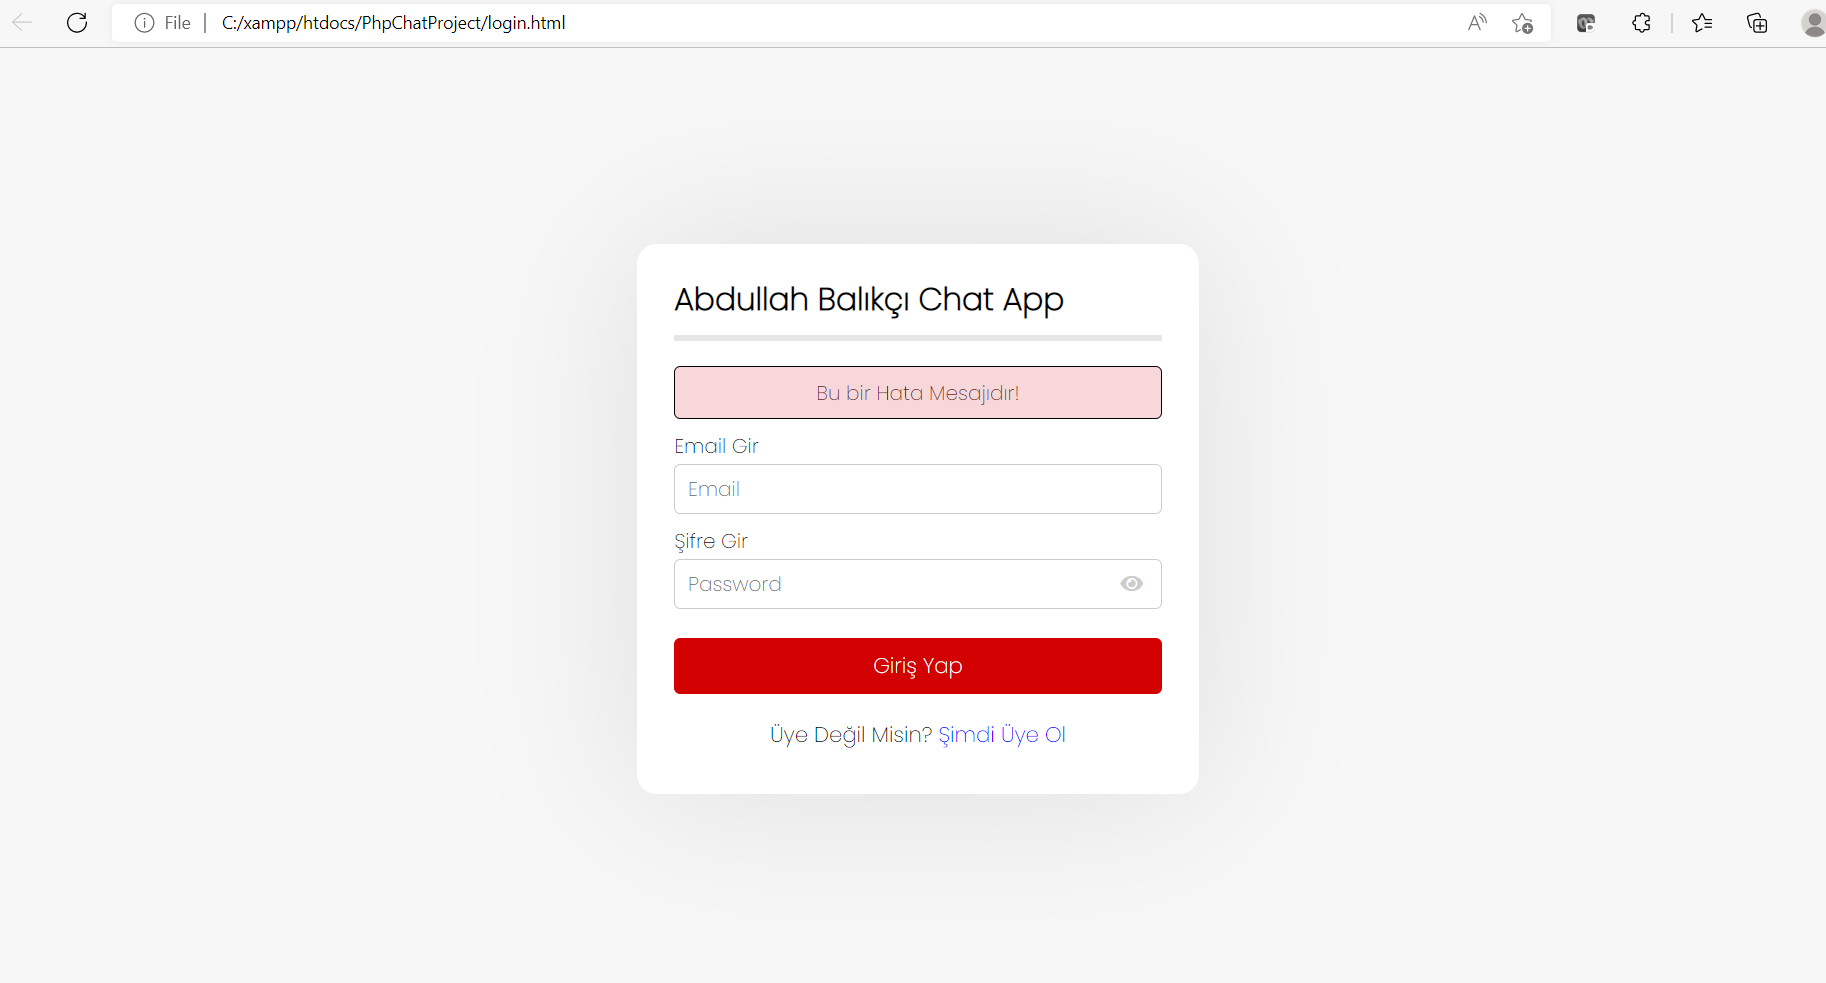 File C:/xampp/htdocs/PhpChatProject/login.html
Abdullah Balıkçı Chat App
Bu bir Hata Mesajıdır!
Email Gir
Email
Şifre Gir
Password
Giriş Yap
Üye Değil Misin? Şimdi Üye Ol